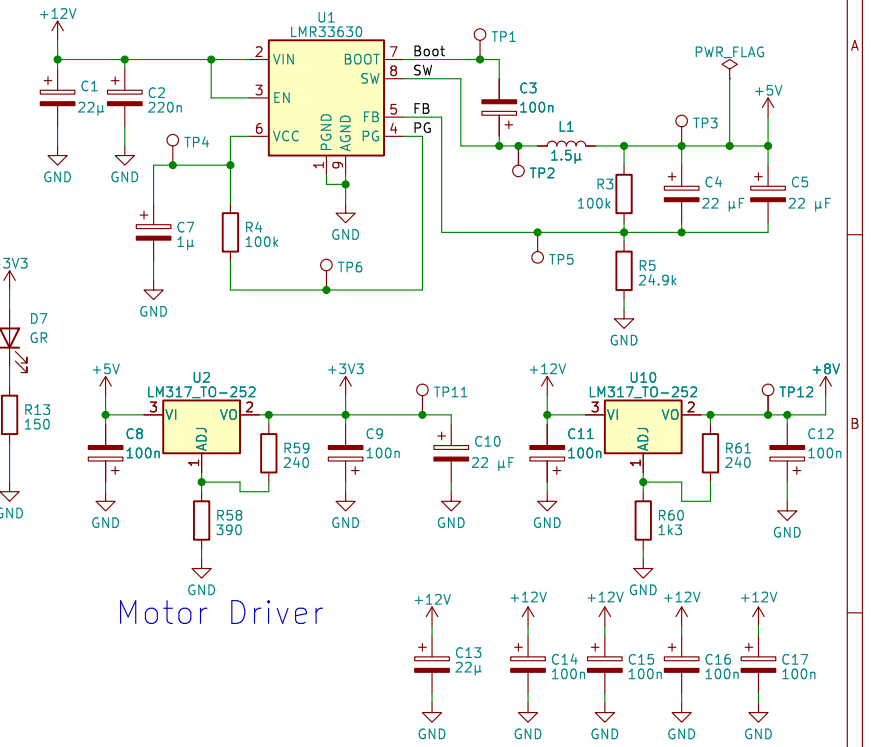 +12V
U1
LMR33630
2 VIN
BOOT 7 Boot
TP1
SW 8 SW
3 EN
FB 5 FB
PG 4 PG
6 VCC
PGND
AGND
1 9
GND
C1
22µ
GND
C2
220n
GND
TP4
C7
1µ
GND
R4
100k
TP6
C3
100n
L1
1.5µ
TP2
PWR_FLAG
+5V
TP3
R3
100k
C4
22 µF
C5
22 µF
TP5
R5
24.9k
GND
A
3V3
D7
GR
R13
150
GND
+5V
U2
LM317_TO-252
3 VI
VO 2
ADJ
1
C8
100n
GND
R59
240
R58
390
GND
+3V3
C9
100n
GND
TP11
C10
22 µF
GND
+12V
U10
LM317_TO-252
3 VI
VO 2
ADJ
1
C11
100n
GND
R61
240
R60
1k3
GND
TP12
+8V
C12
100n
GND
B
Motor Driver
+12V
C13
22µ
GND
+12V
C14
100n
GND
+12V
C15
100n
GND
+12V
C16
100n
GND
+12V
C17
100n
GND